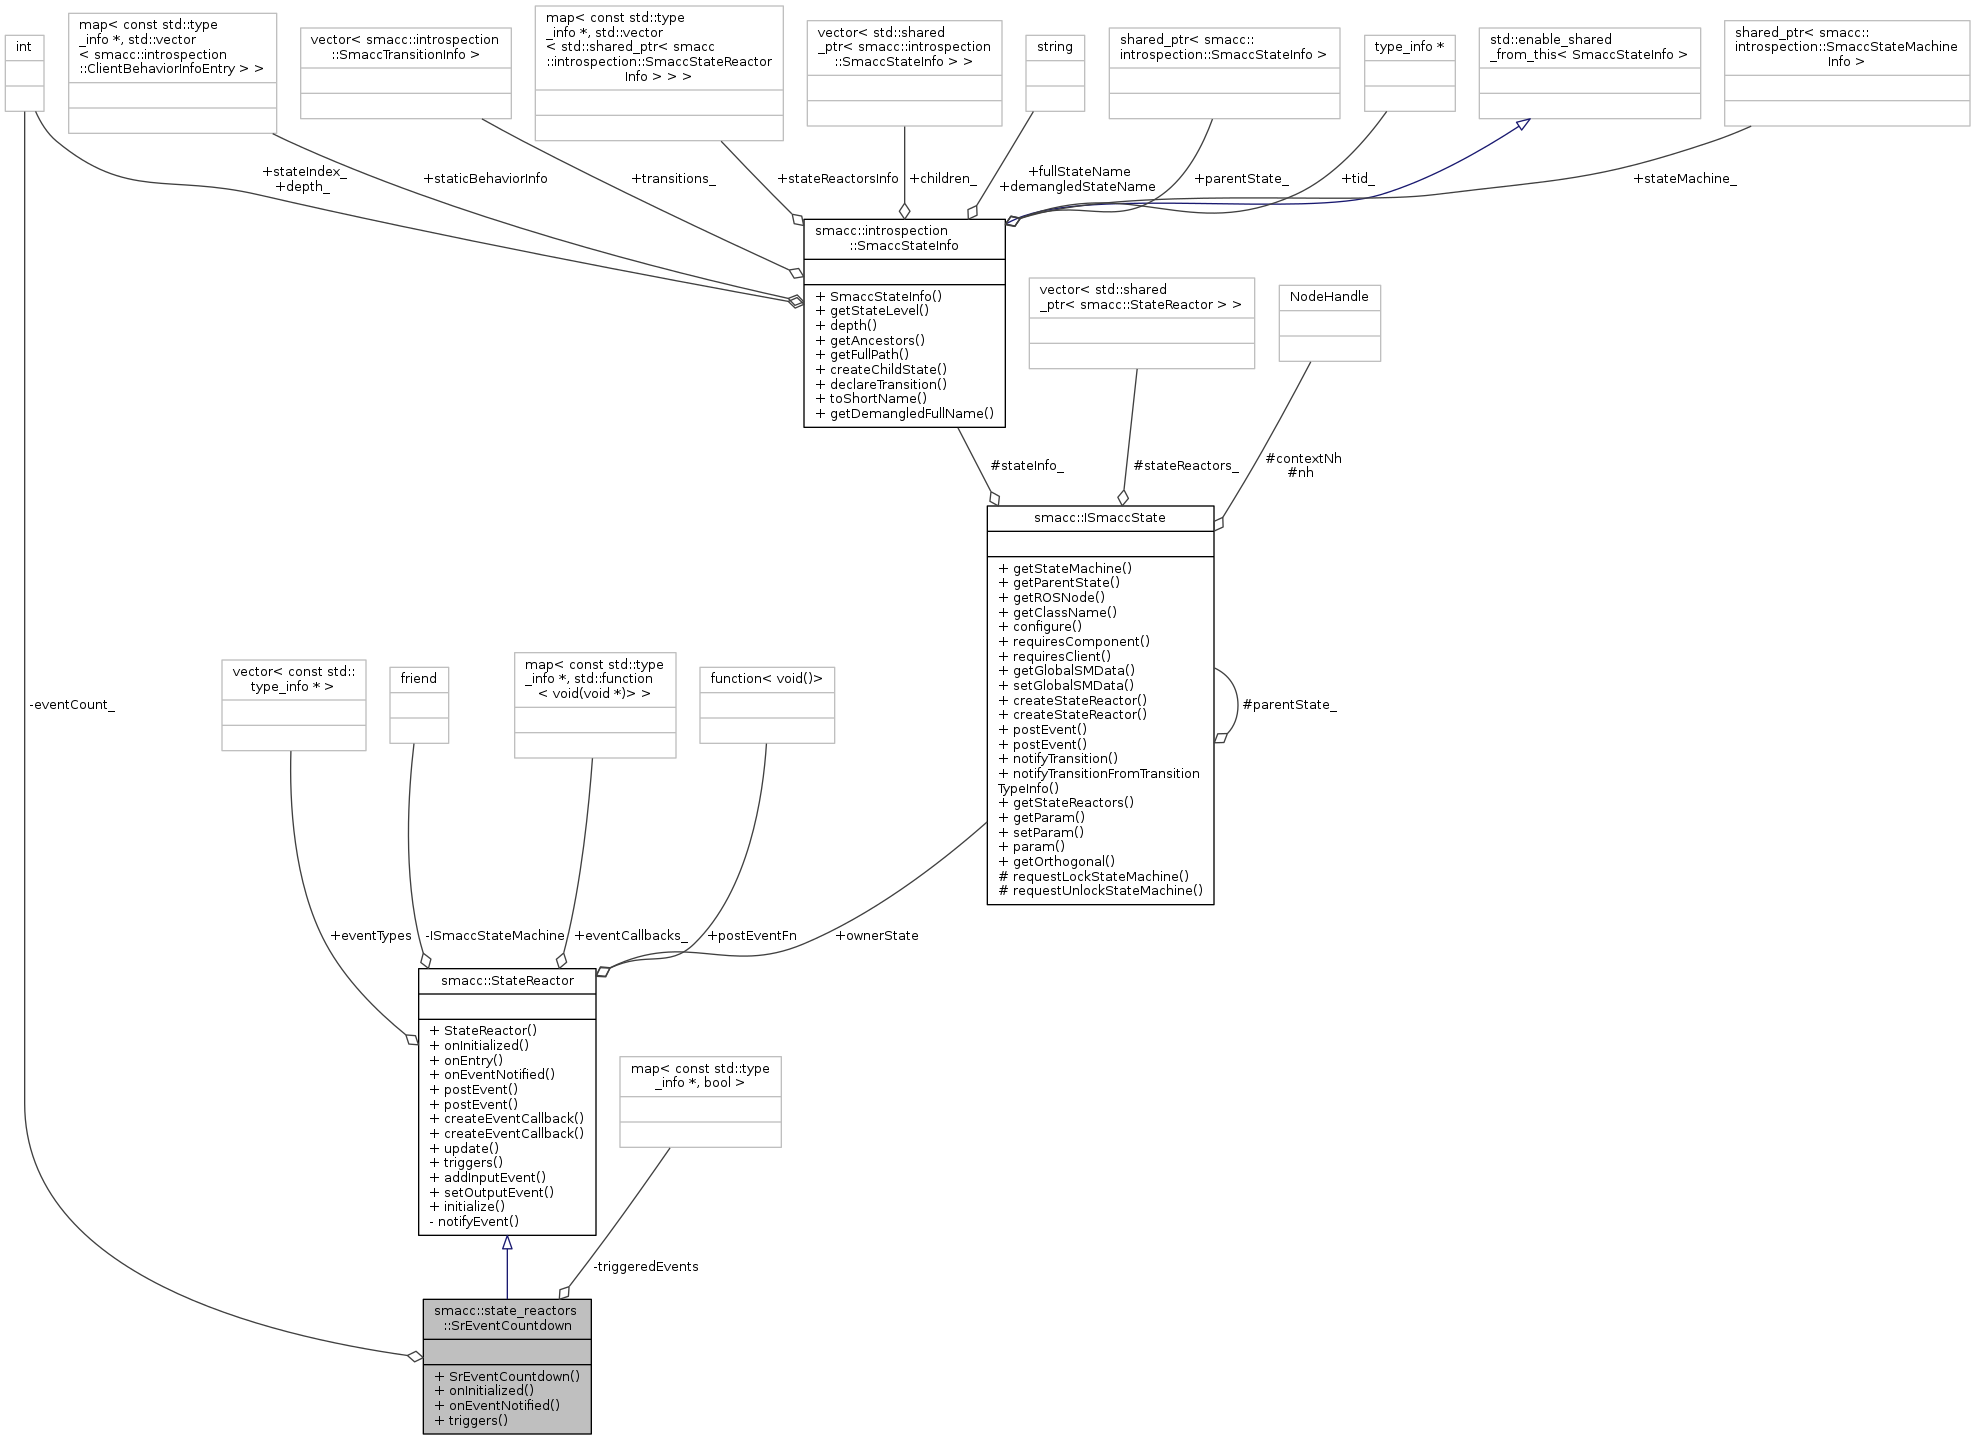 int
map< const std::type
_info *, std::vector
< smacc::introspection
::ClientBehaviorInfoEntry > >
vector< smacc::introspection
::SmaccTransitionInfo >
map< const std::type
_info *, std::vector
< std::shared_ptr< smacc
::introspection::SmaccStateReactor
Info > > >
vector< std::shared
_ptr< smacc::introspection
::SmaccStateInfo > >
string
shared_ptr< smacc::
introspection::SmaccStateInfo >
type_info *
std::enable_shared
_from_this< SmaccStateInfo >
shared_ptr< smacc::
introspection::SmaccStateMachine
Info >
+stateIndex_
+depth_
+staticBehaviorInfo
+transitions_
+stateReactorsInfo
+children_
+fullStateName
+demangledStateName
+parentState_
+tid_
+stateMachine_
smacc::introspection
::SmaccStateInfo
+ SmaccStateInfo()
+ getStateLevel()
+ depth()
+ getAncestors()
+ getFullPath()
+ createChildState()
+ declareTransition()
+ toShortName()
+ getDemangledFullName()
vector< std::shared
_ptr< smacc::StateReactor > >
NodeHandle
#stateInfo_
#stateReactors_
#contextNh
#nh
smacc::ISmaccState
+ getStateMachine()
+ getParentState()
+ getROSNode()
+ getClassName()
+ configure()
+ requiresComponent()
+ requiresClient()
+ getGlobalSMData()
+ setGlobalSMData()
+ createStateReactor()
+ createStateReactor()
+ postEvent()
+ postEvent()
+ notifyTransition()
+ notifyTransitionFromTransition
TypeInfo()
+ getStateReactors()
+ getParam()
+ setParam()
+ param()
+ getOrthogonal()
# requestLockStateMachine()
# requestUnlockStateMachine()
#parentState_
-eventCount_
vector< const std::
type_info * >
friend
map< const std::type
_info *, std::function
< void(void *)> >
function< void()>
+eventTypes
-ISmaccStateMachine
+eventCallbacks_
+postEventFn
+ownerState
smacc::StateReactor
+ StateReactor()
+ onInitialized()
+ onEntry()
+ onEventNotified()
+ postEvent()
+ postEvent()
+ createEventCallback()
+ createEventCallback()
+ update()
+ triggers()
+ addInputEvent()
+ setOutputEvent()
+ initialize()
- notifyEvent()
map< const std::type
_info *, bool >
-triggeredEvents
smacc::state_reactors
::SrEventCountdown
+ SrEventCountdown()
+ onInitialized()
+ onEventNotified()
+ triggers()